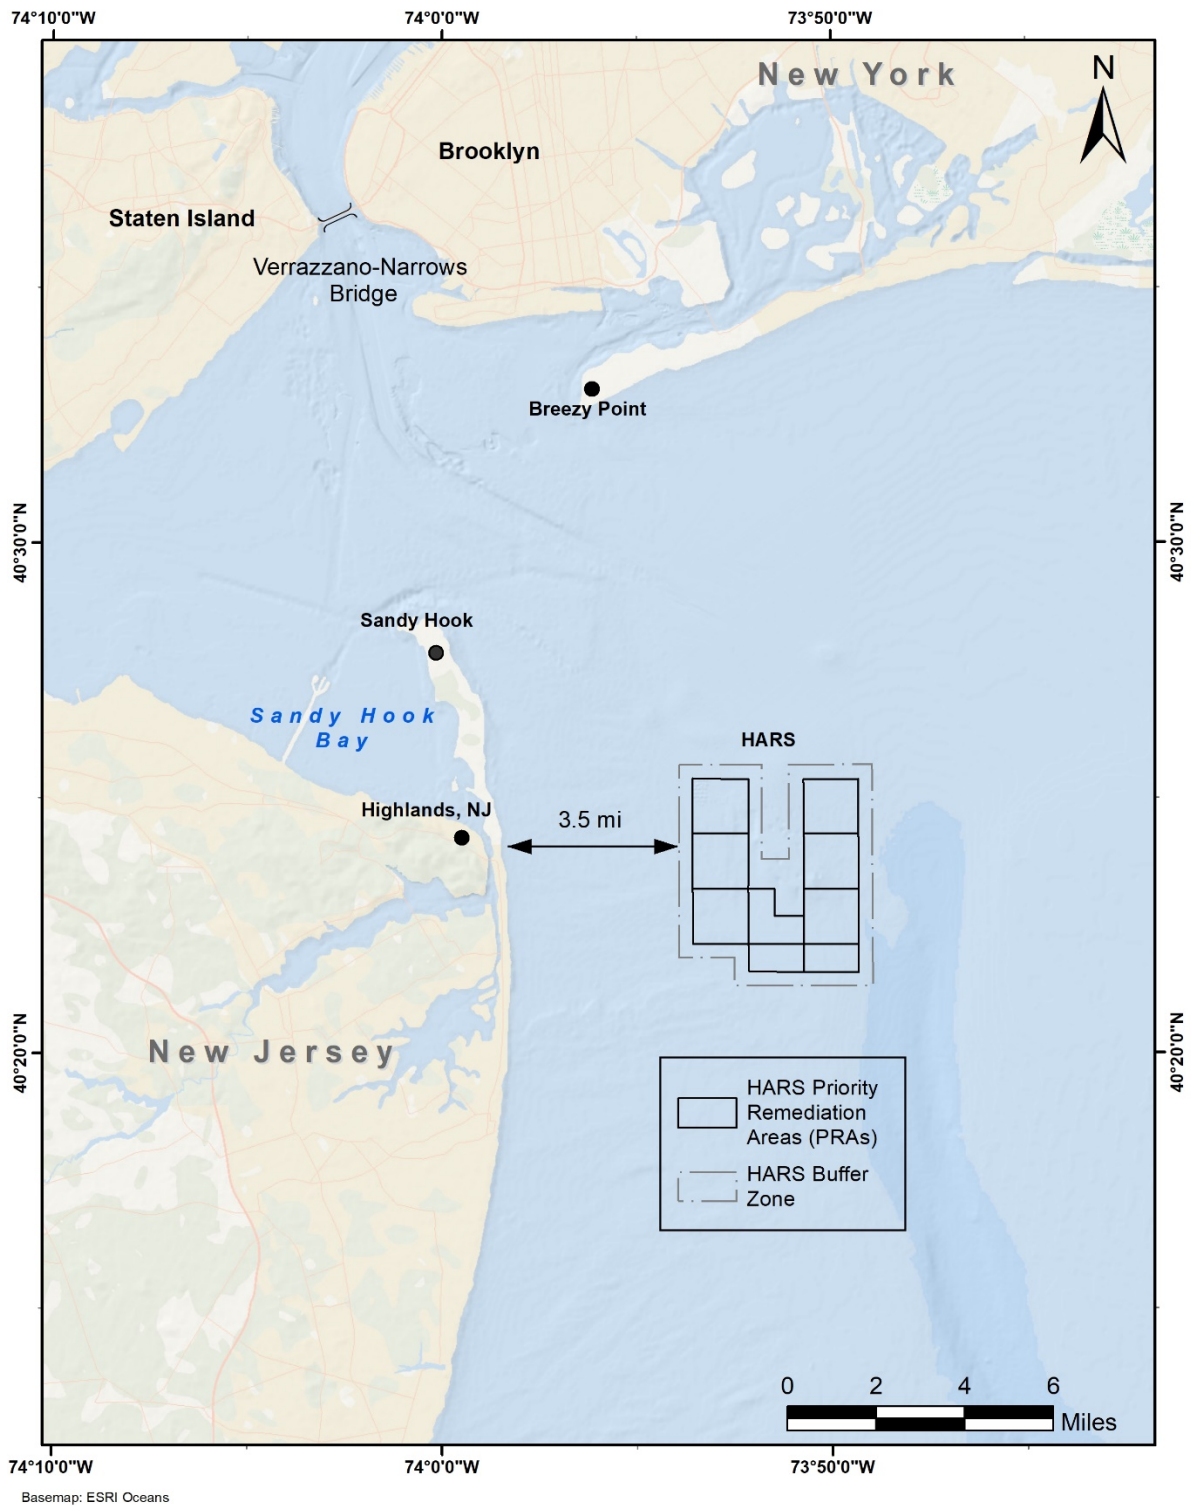 74°10'0"W
74°0'0"W
73°50'0"W
New York
N
Brooklyn
Staten Island
Verrazzano-Narrows
Bridge
Breezy Point
40°30'0"N
40°30'0"N
Sandy Hook
Sandy Hook
Bay
HARS
Highlands, NJ
3.5 mi
40°20'0"N
40°20'0"N
New Jersey
HARS Priority
Remediation
Areas (PRAs)
HARS Buffer
Zone
0 2 4 6
Miles
74°10'0"W
74°0'0"W
73°50'0"W
Basemap: ESRI Oceans